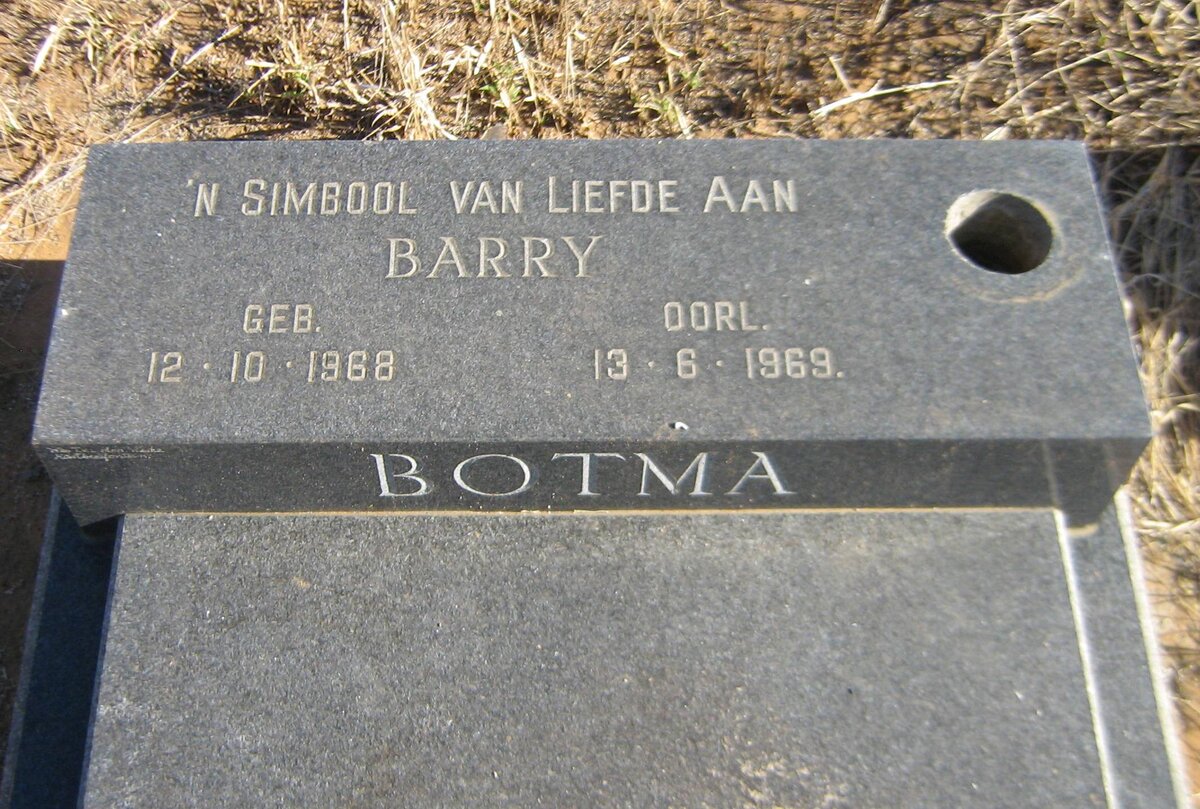 'N SIMBOOL VAN LIEFDE AAN
BARRY
GEB. OORL.
12 · 10 · 1968 13 · 6 · 1969.
BOTMA